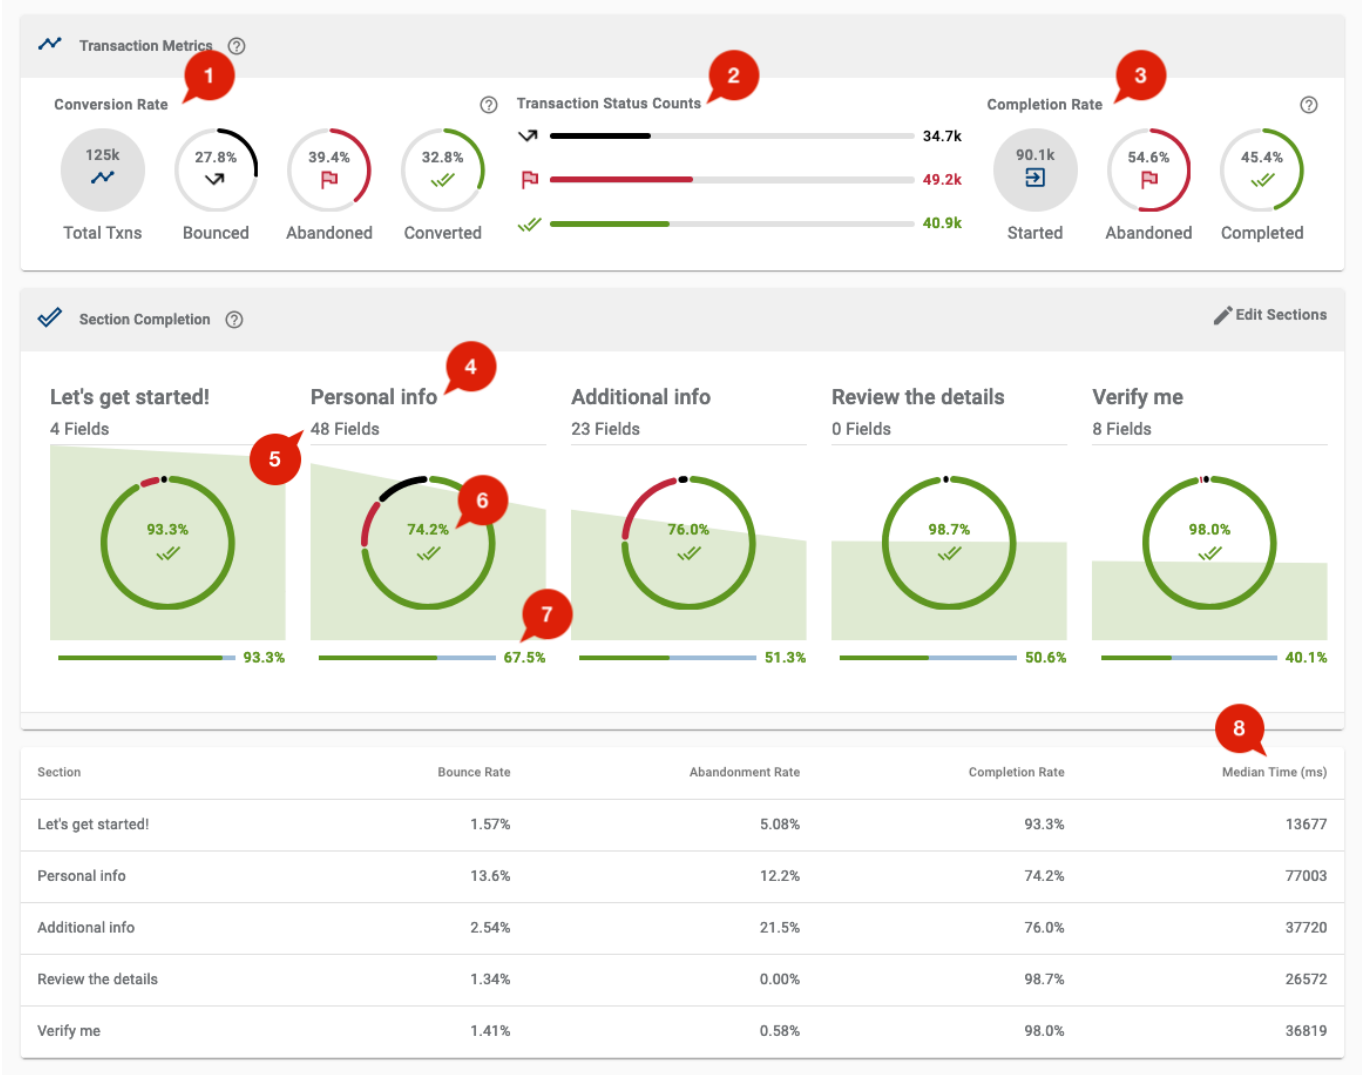 Transaction Metrics ?
1 2 3
Conversion Rate ? Transaction Status Counts Completion Rate ?
34.7k
125k 27.8% 39.4% 32.8% 90.1k 54.6% 45.4%
49.2k
40.9k
Total Txns Bounced Abandoned Converted Started Abandoned Completed
Section Completion ? Edit Sections
4
Let's get started! Personal info Additional info Review the details Verify me
4 Fields 48 Fields 23 Fields 0 Fields 8 Fields
5
6
93.3% 74.2% 76.0% 98.7% 98.0%
7
93.3% 67.5% 51.3% 50.6% 40.1%
8
Section Bounce Rate Abandonment Rate Completion Rate Median Time (ms)
Let's get started! 1.57% 5.08% 93.3% 13677
Personal info 13.6% 12.2% 74.2% 77003
Additional info 2.54% 21.5% 76.0% 37720
Review the details 1.34% 0.00% 98.7% 26572
Verify me 1.41% 0.58% 98.0% 36819